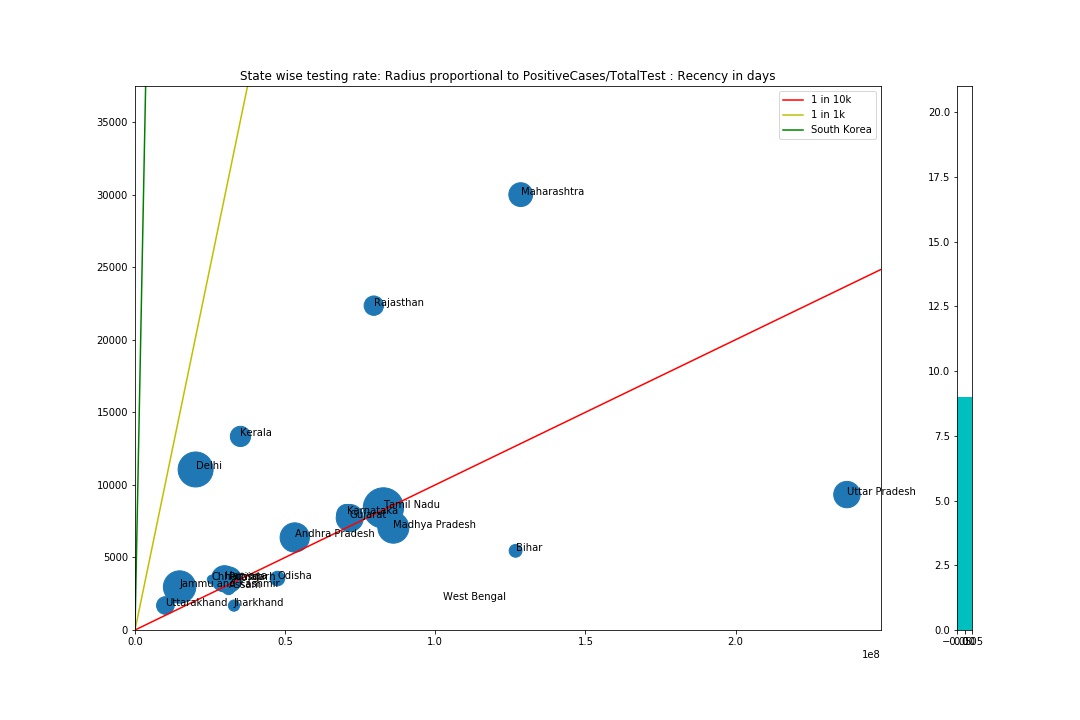 State wise testing rate: Radius proportional to PositiveCases/TotalTest : Recency in days
1 in 10k
1 in 1k
South Korea
35000
30000
25000
20000
15000
10000
5000
0
Maharashtra
Rajasthan
Kerala
Delhi
Tamil Nadu
Karnataka
Gujarat
Uttar Pradesh
Madhya Pradesh
Andhra Pradesh
Bihar
Odisha
Haryana
Jammu and Kashmir
Assam
West Bengal
Uttarakhand
Jharkhand
0.0
0.5
1.0
1.5
2.0
1e8
20.0
17.5
15.0
12.5
10.0
7.5
5.0
2.5
0.0